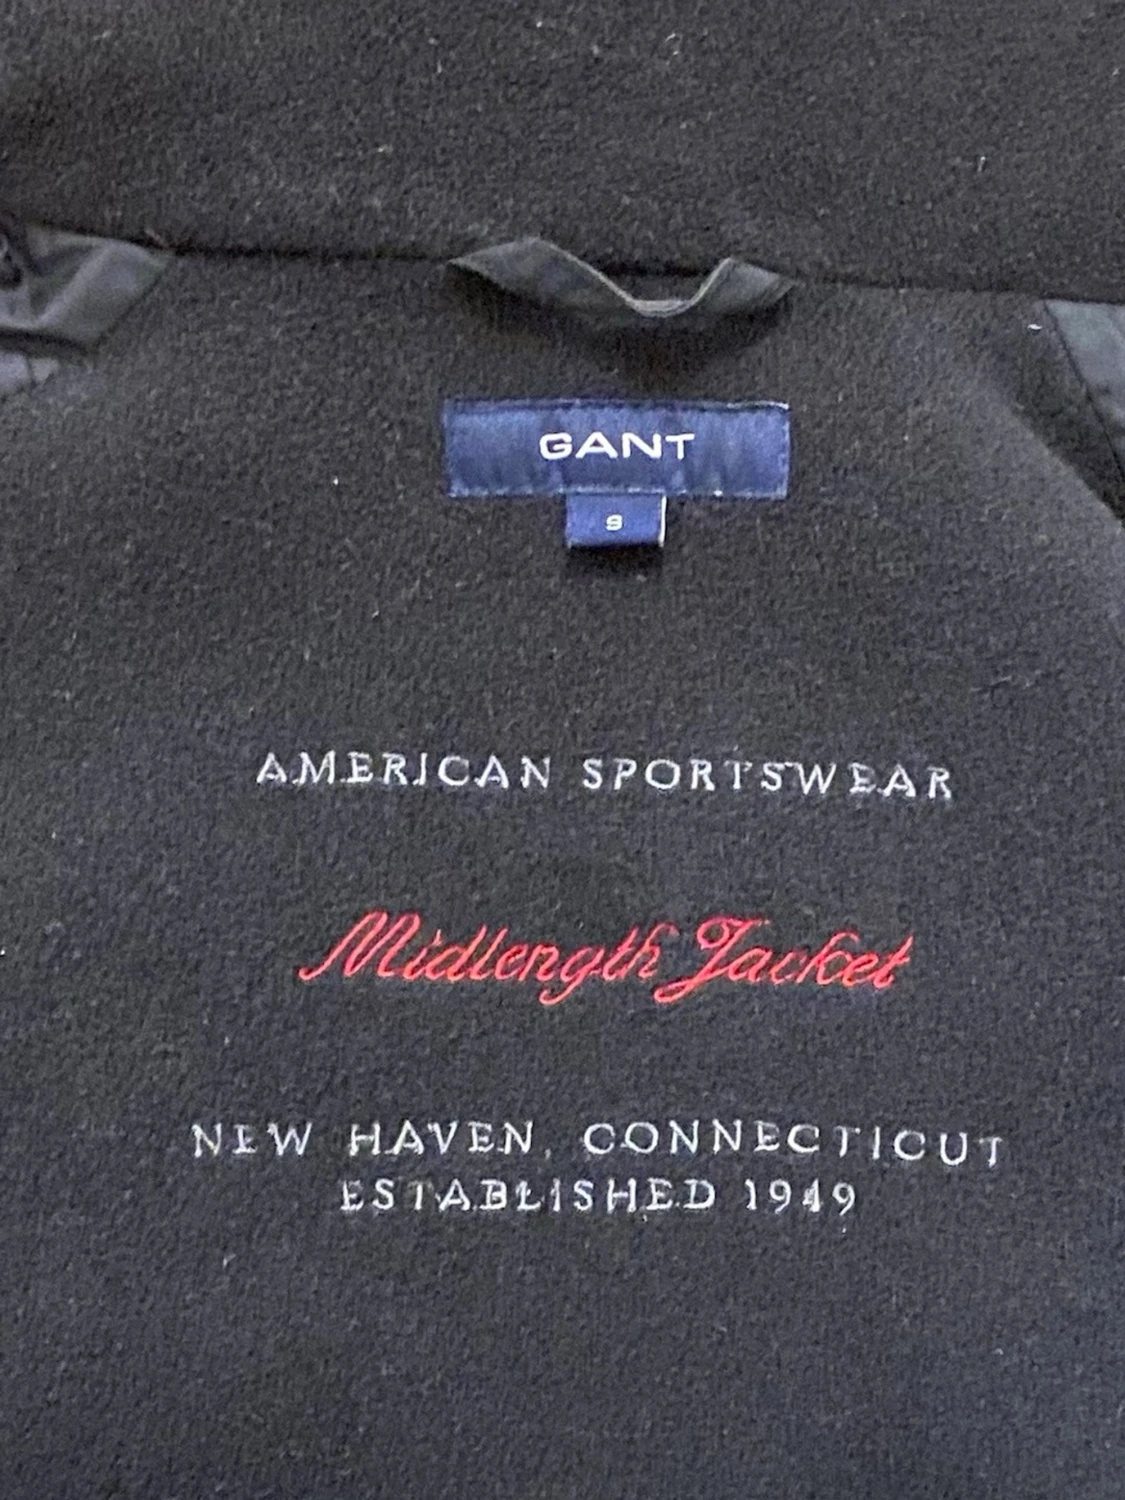 GANT
S
AMERICAN SPORTSWEAR
Midlength Jacket
NEW HAVEN, CONNECTICUT
ESTABLISHED 1949